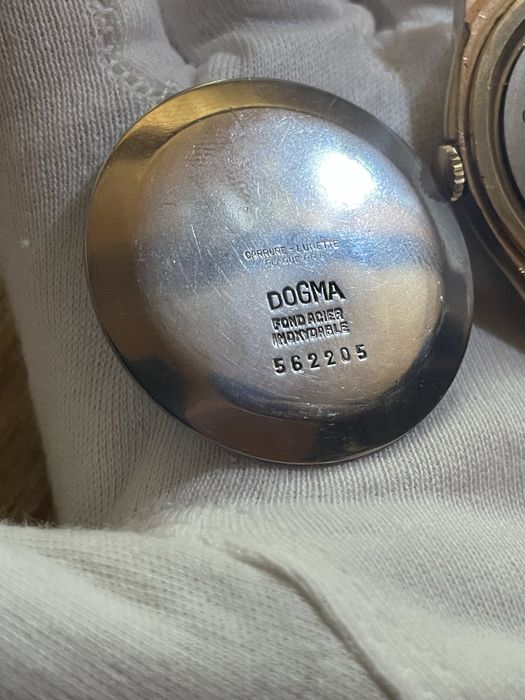 CARRURE - LUNETTE
PLAQUE OR G
DOGMA
FOND ACIER
INOXYDABLE
562205